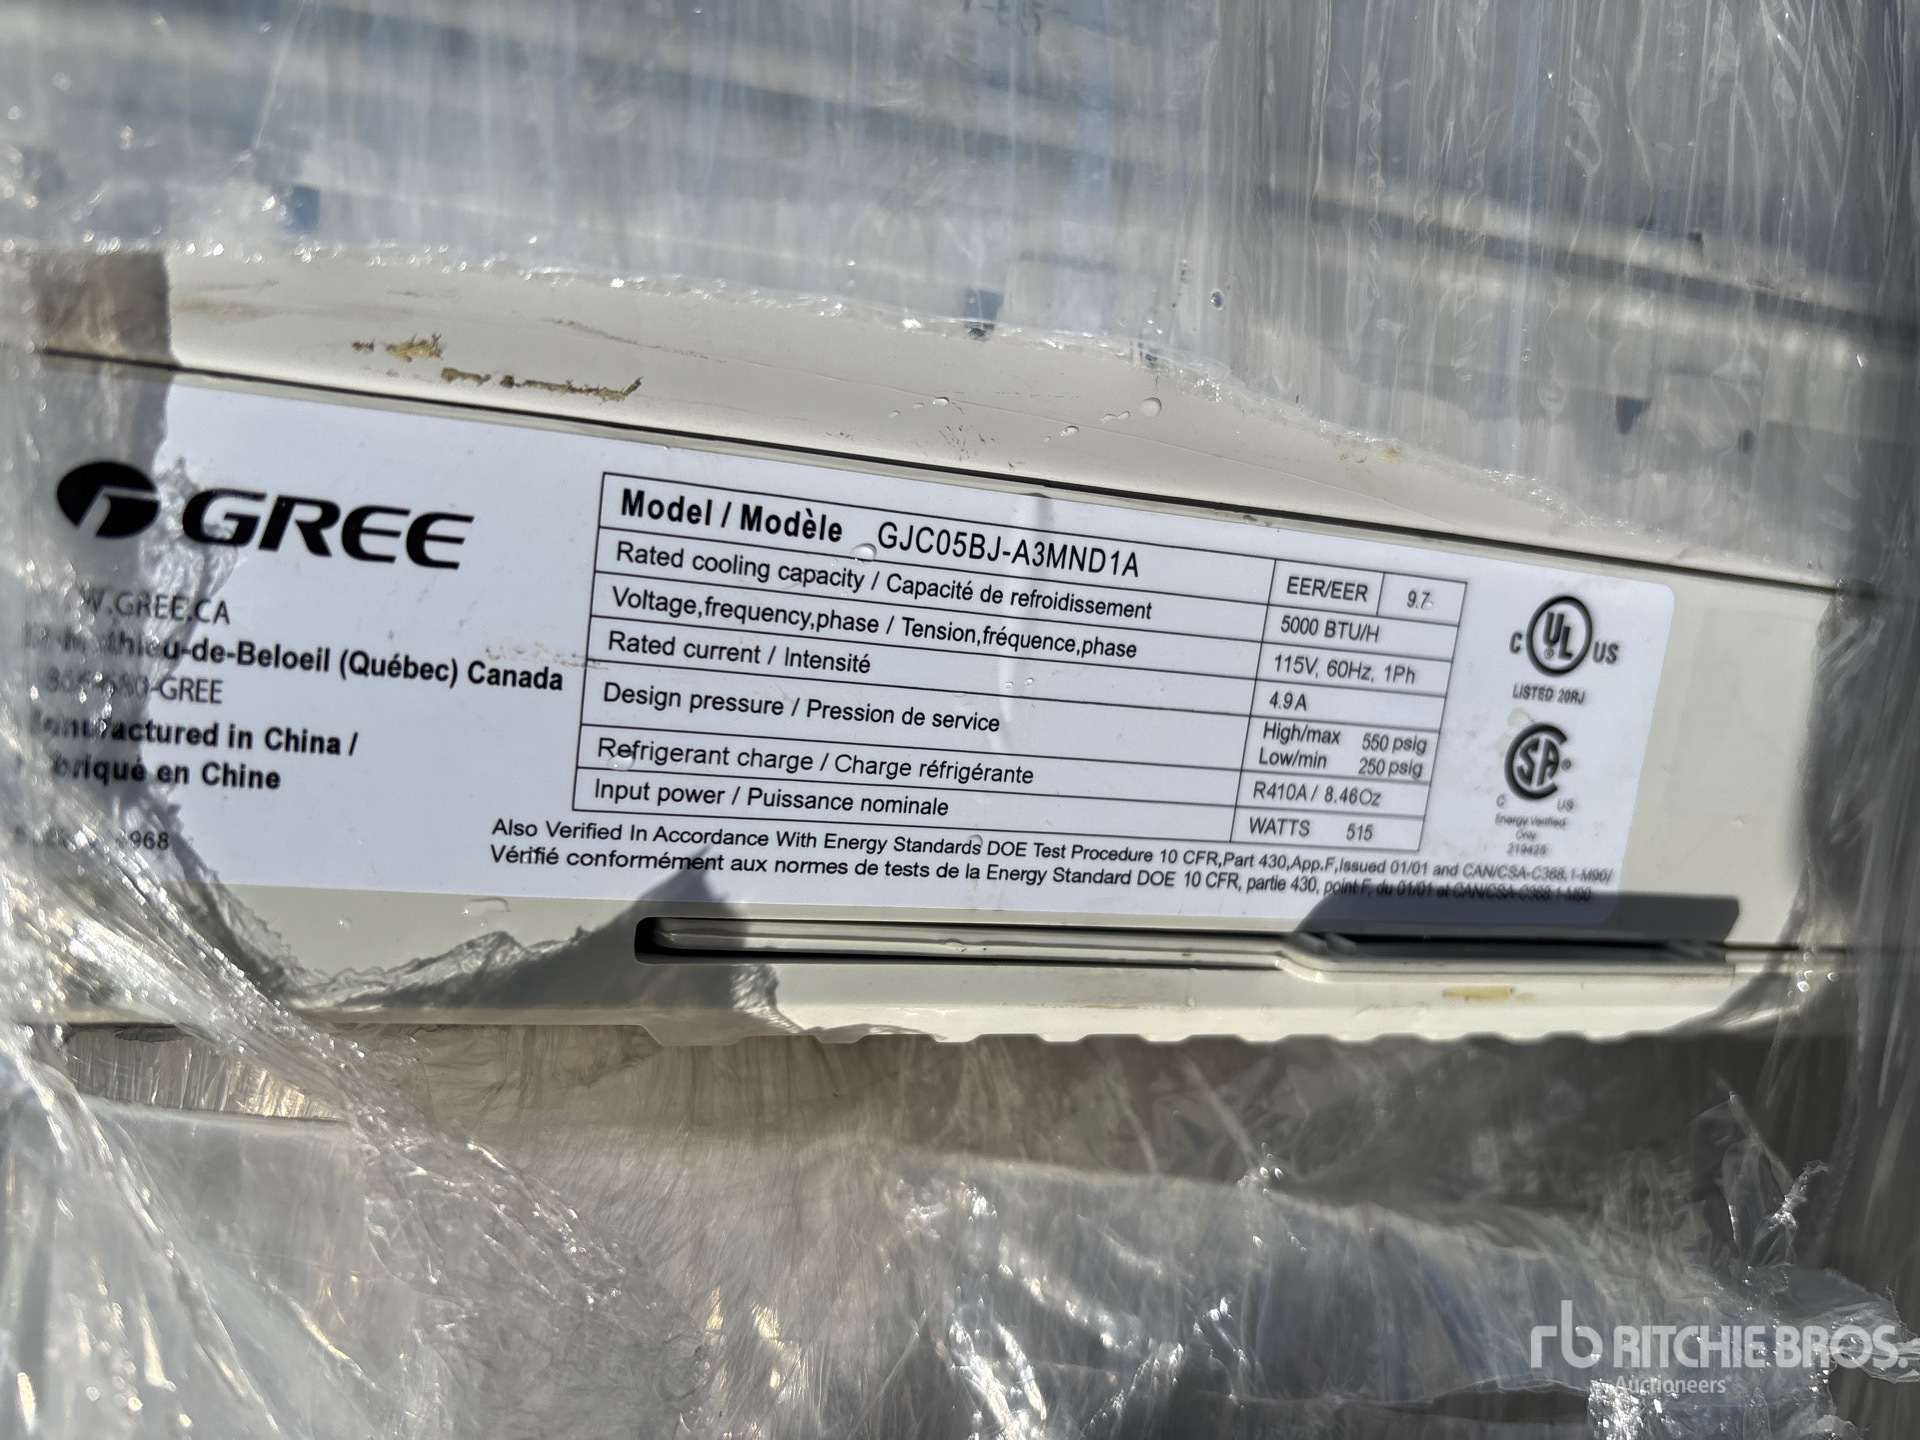 GREE
W.GREE.CA
u-de-Beloeil (Québec) Canada
-GREE
Manufactured in China /
Fabriqué en Chine
968
Model / Modèle GJC05BJ-A3MND1A EER/EER 9.7
Rated cooling capacity / Capacité de refroidissement 5000 BTU/H
Voltage,frequency,phase / Tension,fréquence,phase 115V, 60Hz, 1Ph
Rated current / Intensité 4.9A
Design pressure / Pression de service High/max 550 psig
Low/min 250 psig
Refrigerant charge / Charge réfrigérante R410A / 8.46Oz
Input power / Puissance nominale WATTS 515
Also Verified In Accordance With Energy Standards DOE Test Procedure 10 CFR,Part 430,App.F,Issued 01/01 and CAN/CSA-C368.1-M90/
Vérifié conformément aux normes de tests de la Energy Standard DOE 10 CFR, partie 430, point F, du 01/01 et CAN/CSA-C368.1-M90
C UL ® US
LISTED 20RJ
SA ®
C US
Energy Verified
Only
219425
rb RITCHIE BROS.
Auctioneers